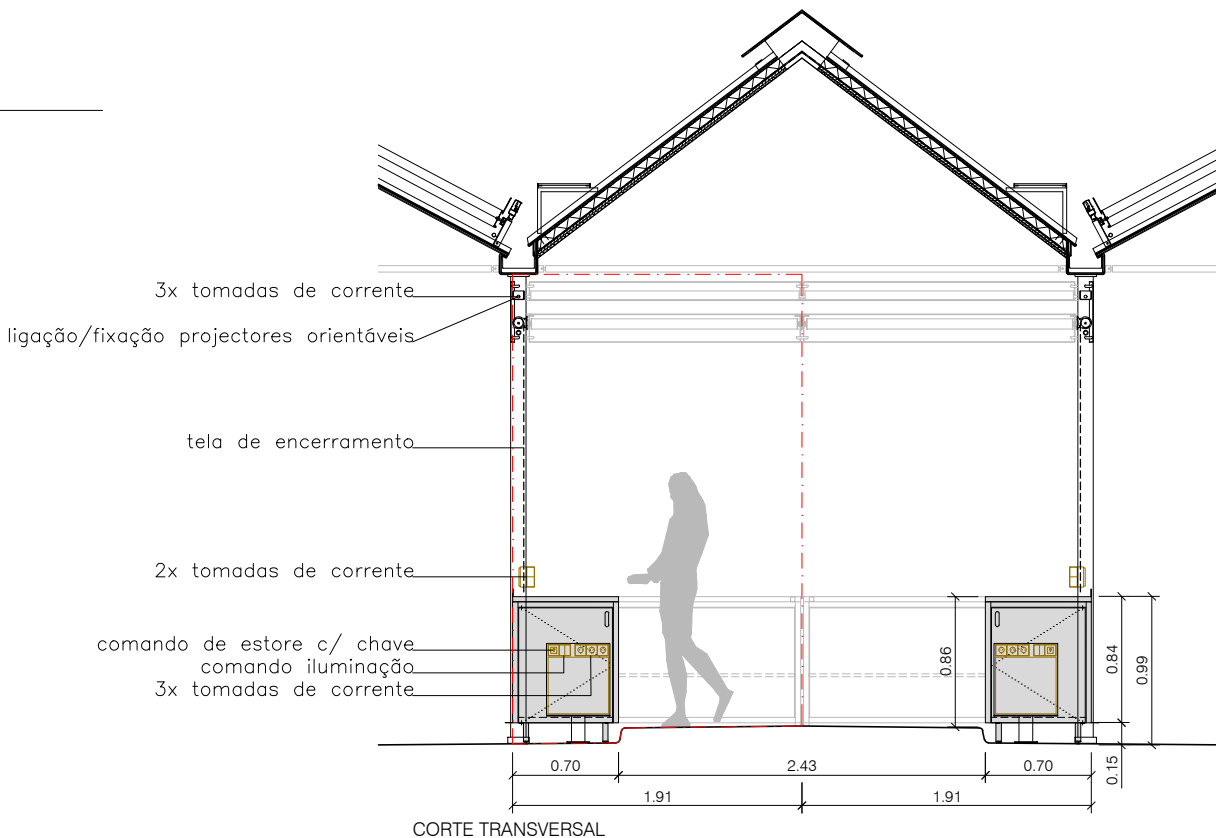 3x tomadas de corrente
ligação/fixação projectores orientáveis
tela de encerramento
2x tomadas de corrente
comando de estore c/ chave
comando iluminação
3x tomadas de corrente
0.86
0.84
0.99
0.15
0.70
2.43
0.70
1.91
1.91
CORTE TRANSVERSAL